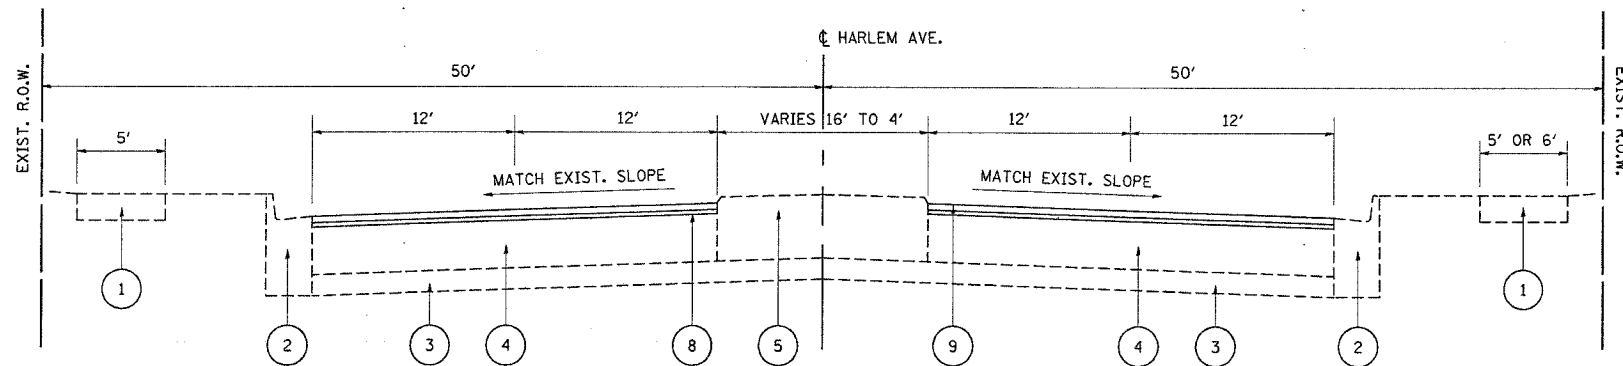 ℄ HARLEM AVE.
EXIST. R.O.W.
50'
50'
EXIST. R.O.W.
12'
12'
VARIES 16' TO 4'
12'
12'
5'
5' OR 6'
MATCH EXIST. SLOPE
MATCH EXIST. SLOPE
1
1
2
3
4
8
5
9
4
3
2